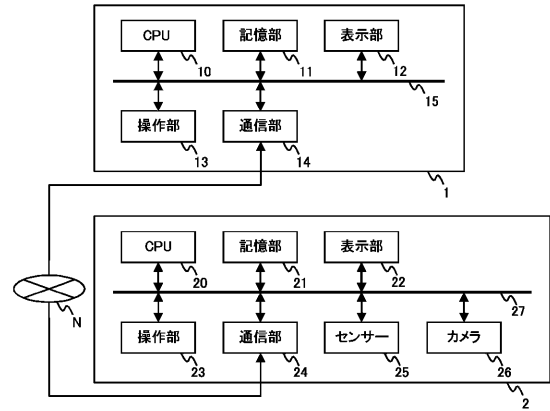 CPU 記憶部 表示部
10 11 12
15
操作部 通信部
13 14
1
CPU 記憶部 表示部
20 21 22
27
N
操作部 通信部 センサー カメラ
23 24 25 26
2